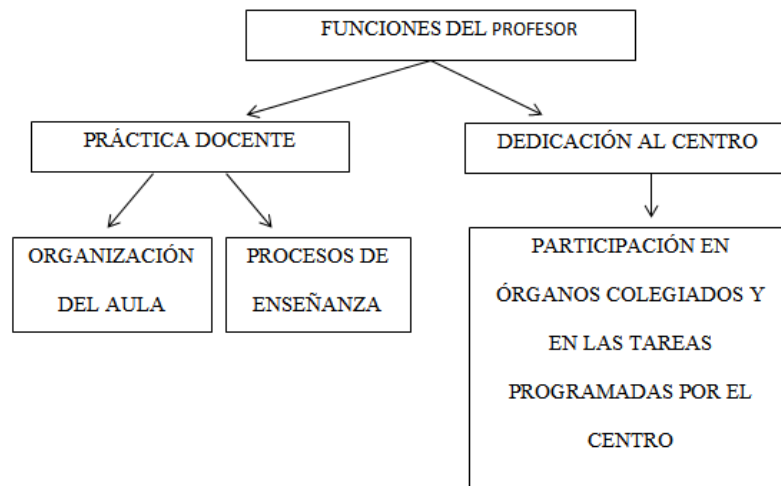 FUNCIONES DEL PROFESOR
PRÁCTICA DOCENTE
DEDICACIÓN AL CENTRO
ORGANIZACIÓN
DEL AULA
PROCESOS DE
ENSEÑANZA
PARTICIPACIÓN EN
ÓRGANOS COLEGIADOS Y
EN LAS TAREAS
PROGRAMADAS POR EL
CENTRO